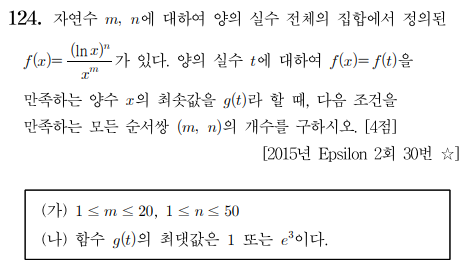 124. 자연수 m, n에 대하여 양의 실수 전체의 집합에서 정의된
f(x)=(ln x)^n/x^m 가 있다. 양의 실수 t에 대하여 f(x)=f(t)을
만족하는 양수 x의 최솟값을 g(t)라 할 때, 다음 조건을
만족하는 모든 순서쌍 (m, n)의 개수를 구하시오. [4점]
[2015년 Epsilon 2회 30번 ☆]
(가) 1≤m≤20, 1≤n≤50
(나) 함수 g(t)의 최댓값은 1 또는 e^3이다.